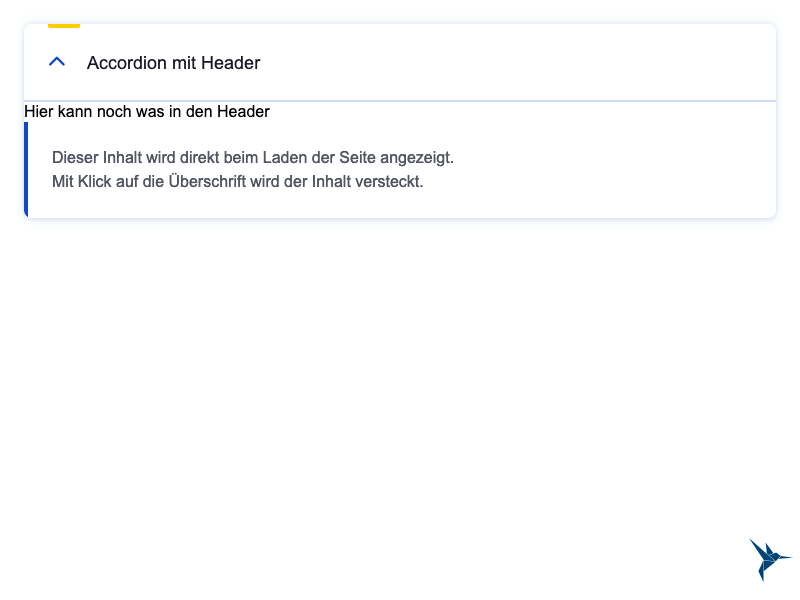 Accordion mit Header
Hier kann noch was in den Header
Dieser Inhalt wird direkt beim Laden der Seite angezeigt.
Mit Klick auf die Überschrift wird der Inhalt versteckt.